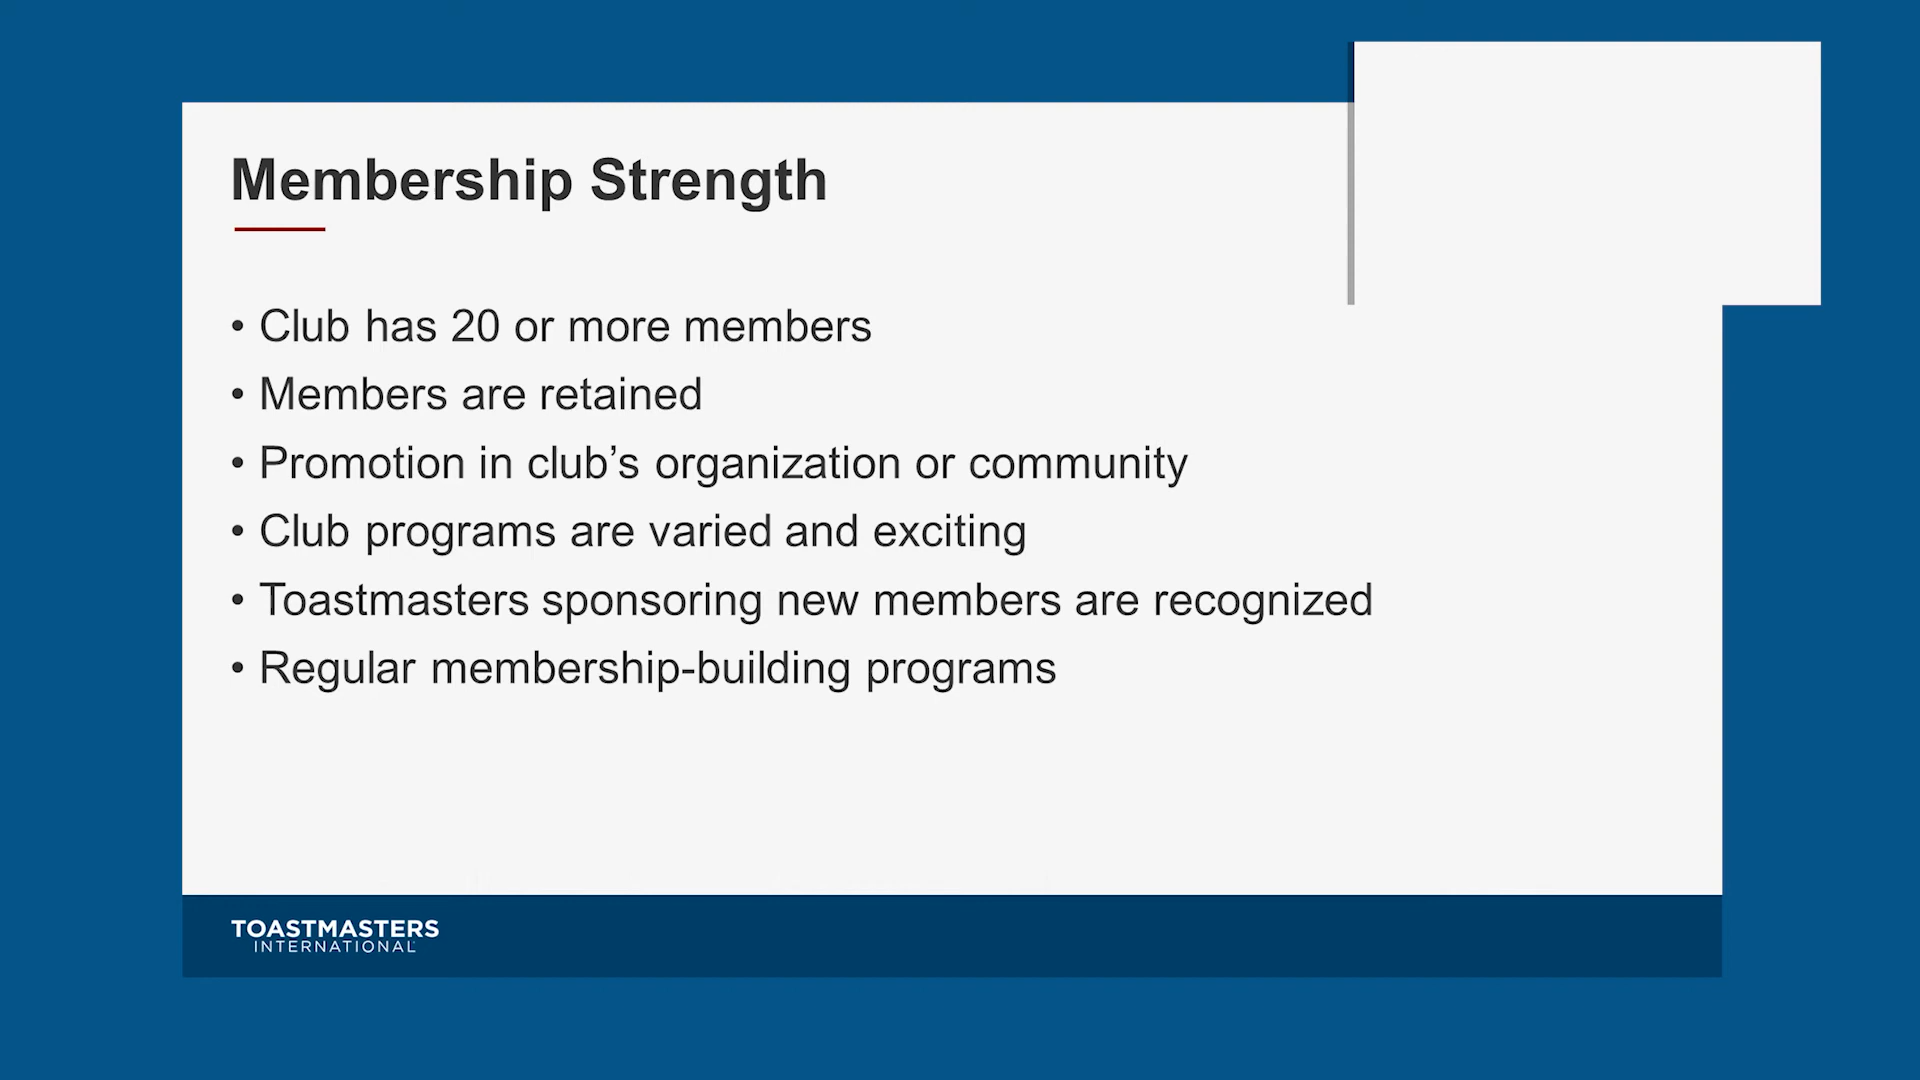 Membership Strength
• Club has 20 or more members
• Members are retained
• Promotion in club’s organization or community
• Club programs are varied and exciting
• Toastmasters sponsoring new members are recognized
• Regular membership-building programs
TOASTMASTERS
INTERNATIONAL